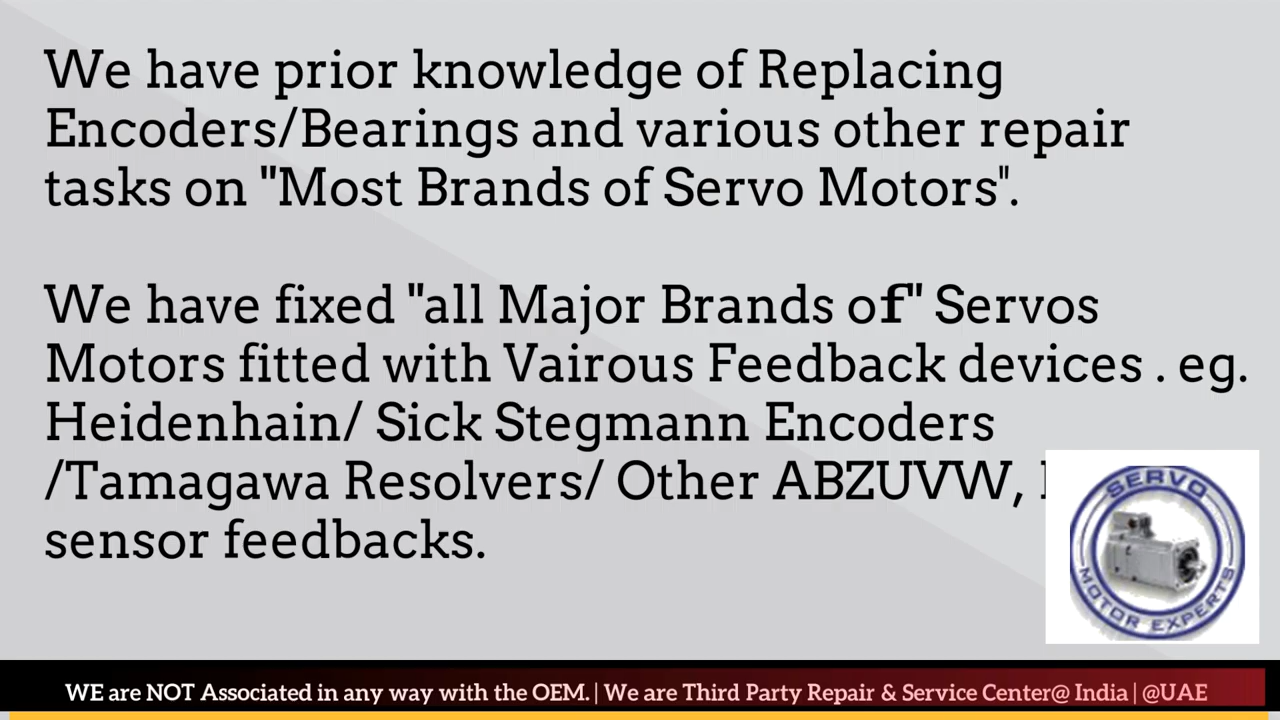 We have prior knowledge of Replacing
Encoders/Bearings and various other repair
tasks on "Most Brands of Servo Motors".
We have fixed "all Major Brands of" Servos
Motors fitted with Vairous Feedback devices . eg.
Heidenhain/ Sick Stegmann Encoders
/Tamagawa Resolvers/ Other ABZUVW,
sensor feedbacks.
SERVO
MOTOR EXPERTS
WE are NOT Associated in any way with the OEM. | We are Third Party Repair & Service Center@ India | @UAE